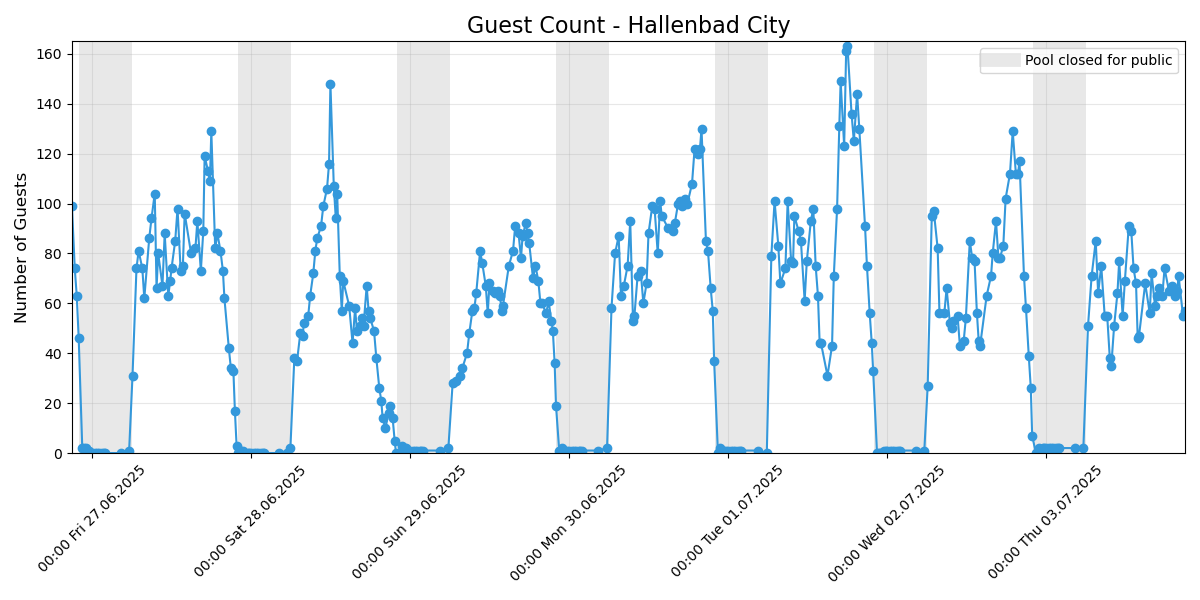 Guest Count - Hallenbad City
Pool closed for public
Number of Guests
160
140
120
100
80
60
40
20
0
00:00 Fri 27.06.2025
00:00 Sat 28.06.2025
00:00 Sun 29.06.2025
00:00 Mon 30.06.2025
00:00 Tue 01.07.2025
00:00 Wed 02.07.2025
00:00 Thu 03.07.2025